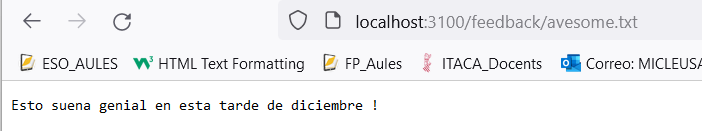 localhost:3100/feedback/avesome.txt
ESO_AULES HTML Text Formatting FP_Aules ITACA_Docents Correo: MICLEUSA
Esto suena genial en esta tarde de diciembre !